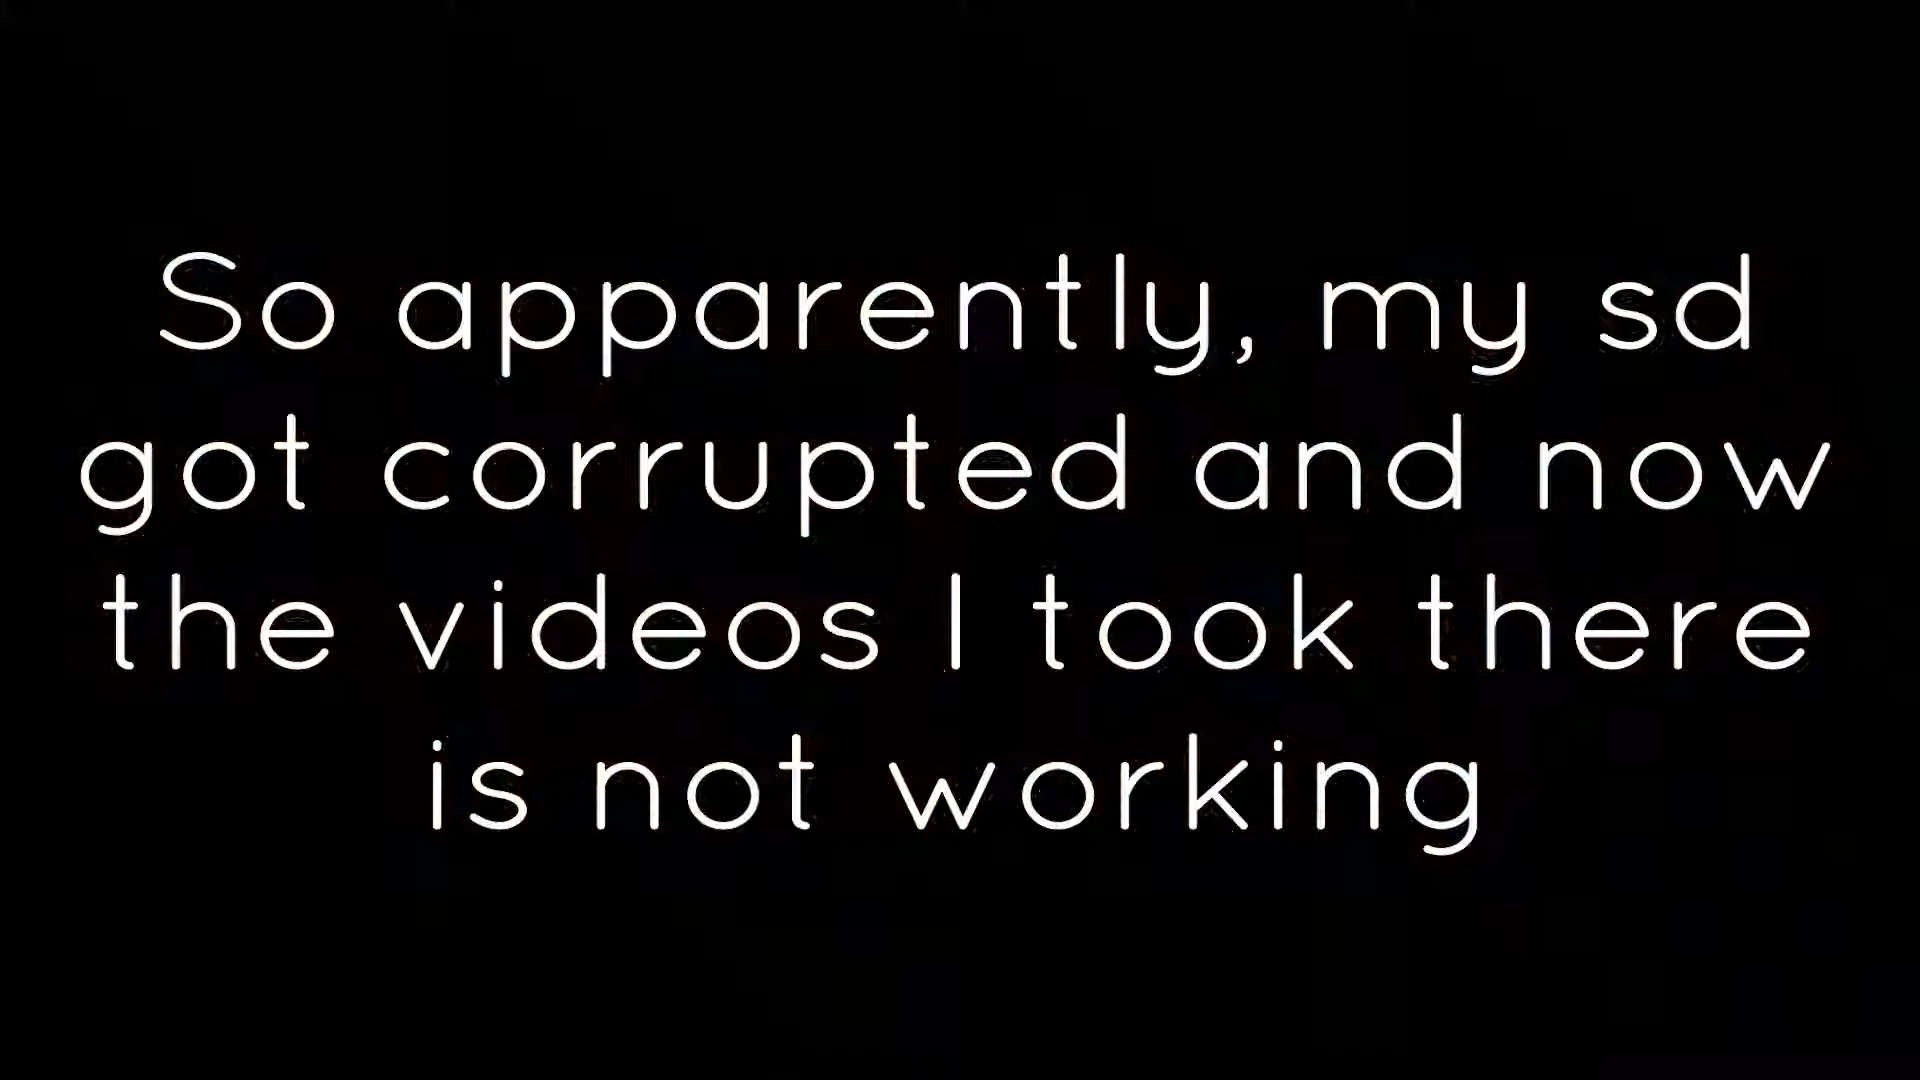 So apparently, my sd
got corrupted and now
the videos I took there
is not working